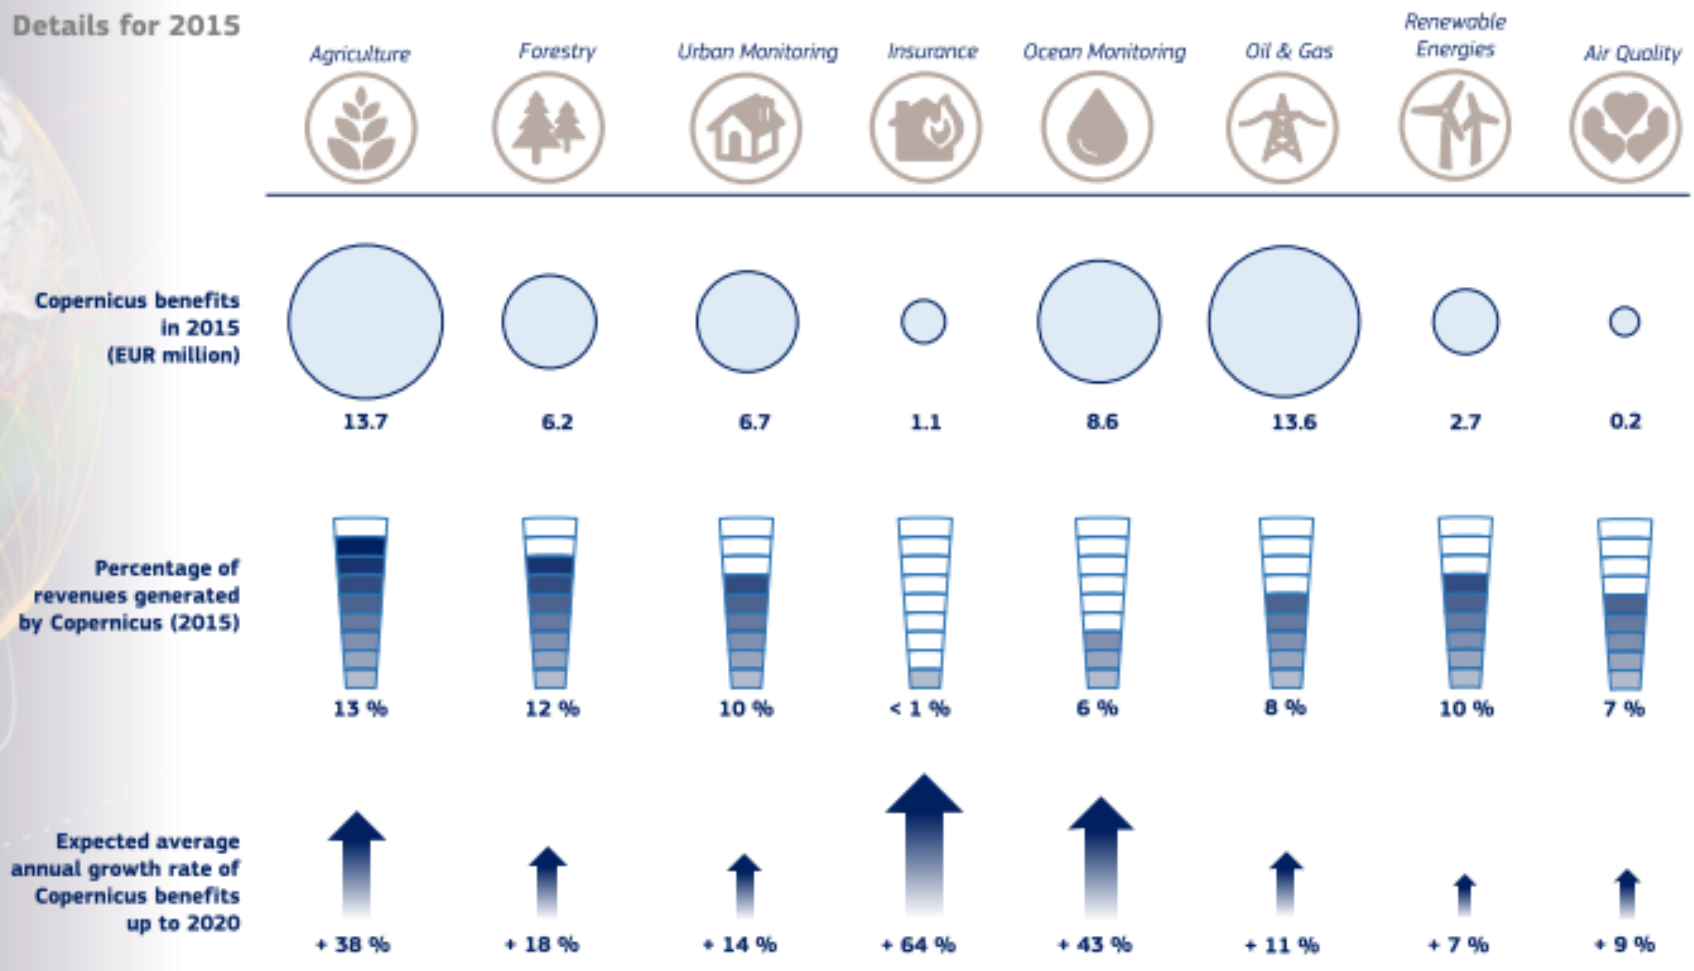 Details for 2015
Agriculture
Forestry
Urban Monitoring
Insurance
Ocean Monitoring
Oil & Gas
Renewable
Energies
Air Quality
Copernicus benefits
in 2015
(EUR million)
13.7
6.2
6.7
1.1
8.6
13.6
2.7
0.2
Percentage of
revenues generated
by Copernicus (2015)
13 %
12 %
10 %
< 1 %
6 %
8 %
10 %
7 %
Expected average
annual growth rate of
Copernicus benefits
up to 2020
+ 38 %
+ 18 %
+ 14 %
+ 64 %
+ 43 %
+ 11 %
+ 7 %
+ 9 %